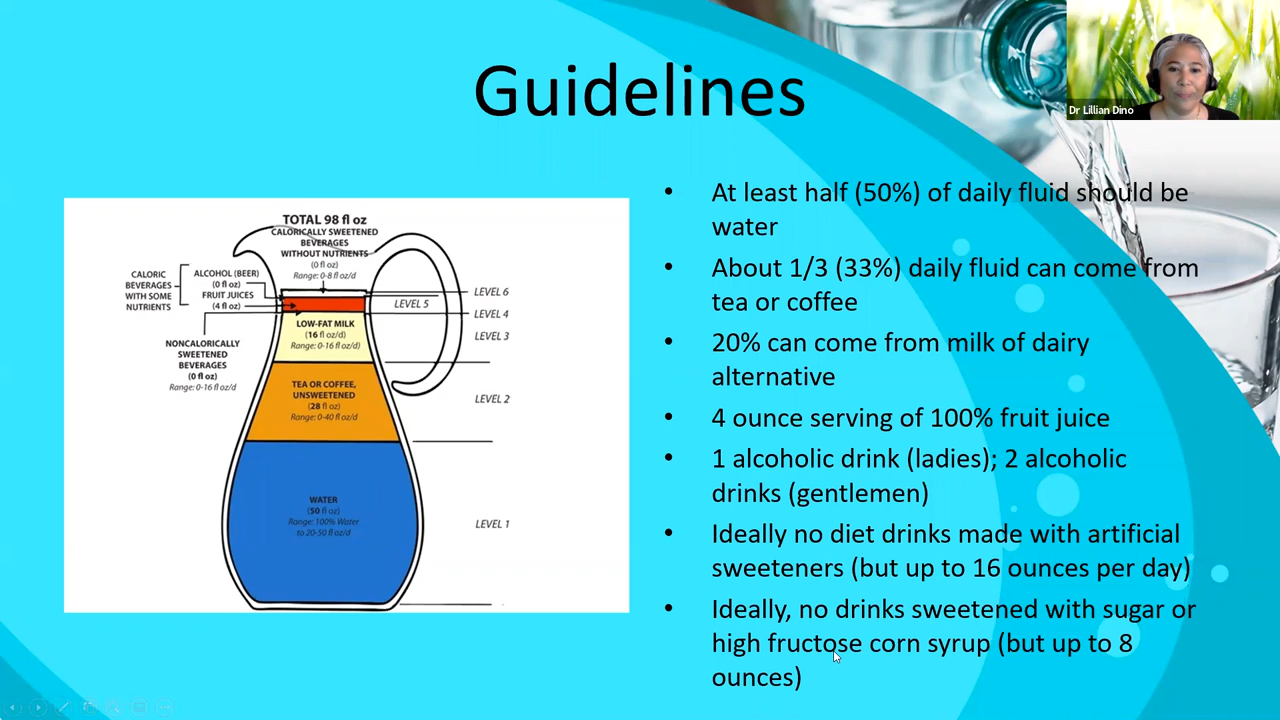 Guidelines
Dr Lillian Dino
TOTAL 98 fl oz
CALORICALLY SWEETENED
BEVERAGES
WITHOUT NUTRIENTS
(0 fl oz)
Range: 0-8 fl oz/d
CALORIC
BEVERAGES
WITH SOME
NUTRIENTS
ALCOHOL (BEER)
(0 fl oz)
FRUIT JUICES
(4 fl oz)
NONCALORICALLY
SWEETENED
BEVERAGES
(0 fl oz)
Range: 0-16 fl oz/d
LEVEL 6
LEVEL 5
LEVEL 4
LOW-FAT MILK
(16 fl oz/d)
Range: 0-16 fl oz/d)
LEVEL 3
TEA OR COFFEE,
UNSWEETENED
(28 fl oz)
Range: 0-40 fl oz/d
LEVEL 2
WATER
(50 fl oz)
Range: 100% Water
to 20-50 fl oz/d
LEVEL 1
• At least half (50%) of daily fluid should be
water
• About 1/3 (33%) daily fluid can come from
tea or coffee
• 20% can come from milk of dairy
alternative
• 4 ounce serving of 100% fruit juice
• 1 alcoholic drink (ladies); 2 alcoholic
drinks (gentlemen)
• Ideally no diet drinks made with artificial
sweeteners (but up to 16 ounces per day)
• Ideally, no drinks sweetened with sugar or
high fructose corn syrup (but up to 8
ounces)